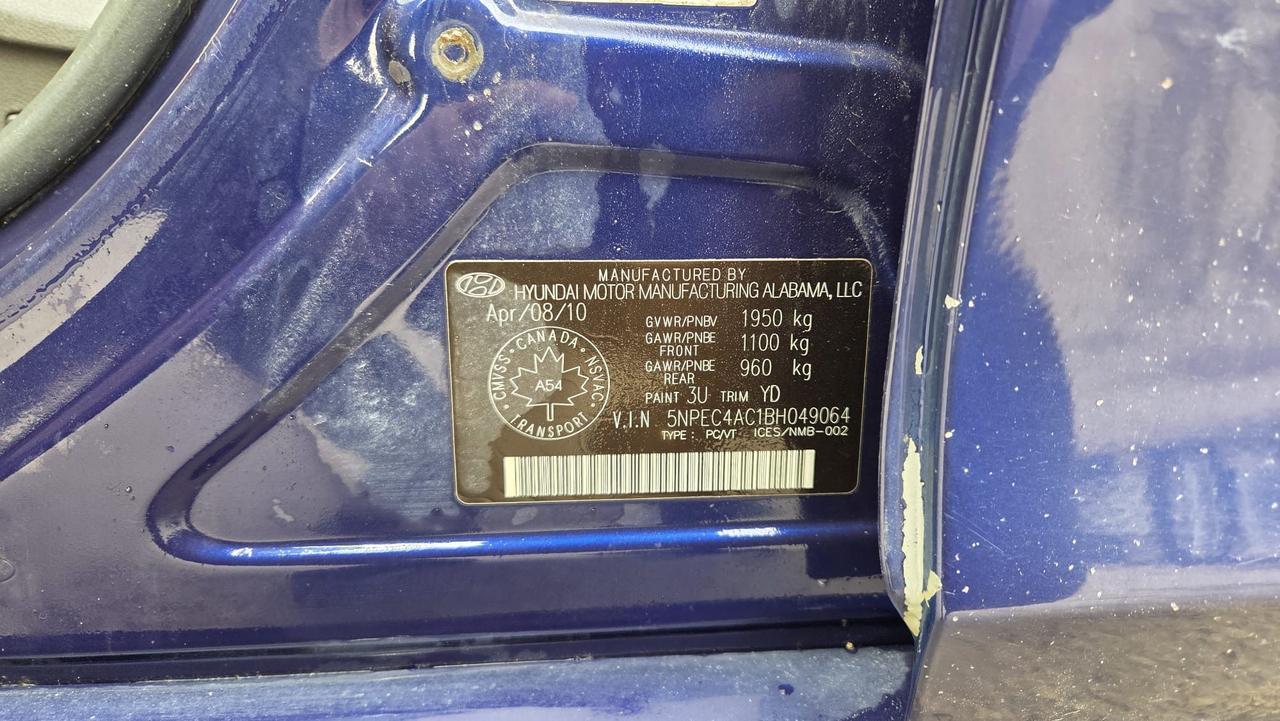 MANUFACTURED BY
HYUNDAI MOTOR MANUFACTURING ALABAMA, LLC
Apr/08/10
GVWR/PNBV 1950 kg
GAWR/PNBE FRONT 1100 kg
GAWR/PNBE REAR 960 kg
PAINT 3U TRIM YD
V.I.N 5NPEC4AC1BH049064
TYPE: PC/VT ICES/NMB-002
CANADA
CMVSS • NSVAC
A54
TRANSPORT